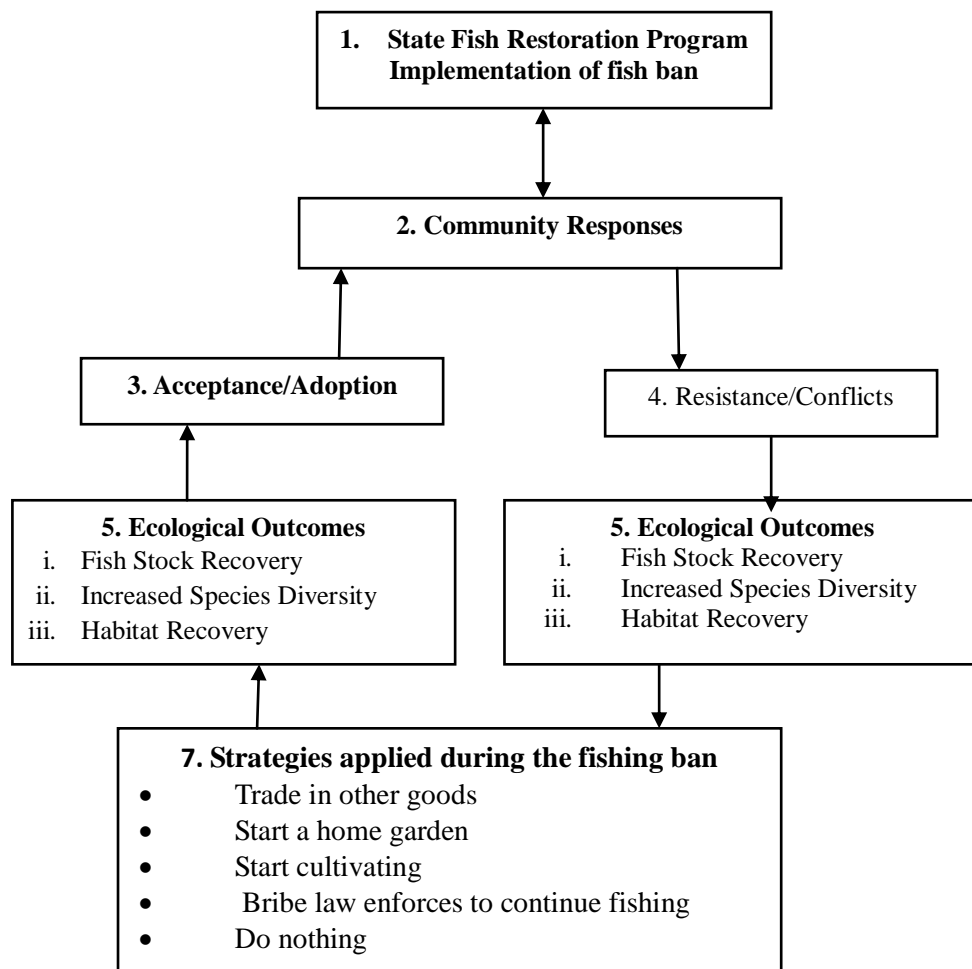 1. State Fish Restoration Program
Implementation of fish ban
2. Community Responses
3. Acceptance/Adoption
4. Resistance/Conflicts
5. Ecological Outcomes
i. Fish Stock Recovery
ii. Increased Species Diversity
iii. Habitat Recovery
5. Ecological Outcomes
i. Fish Stock Recovery
ii. Increased Species Diversity
iii. Habitat Recovery
7. Strategies applied during the fishing ban
• Trade in other goods
• Start a home garden
• Start cultivating
• Bribe law enforces to continue fishing
• Do nothing